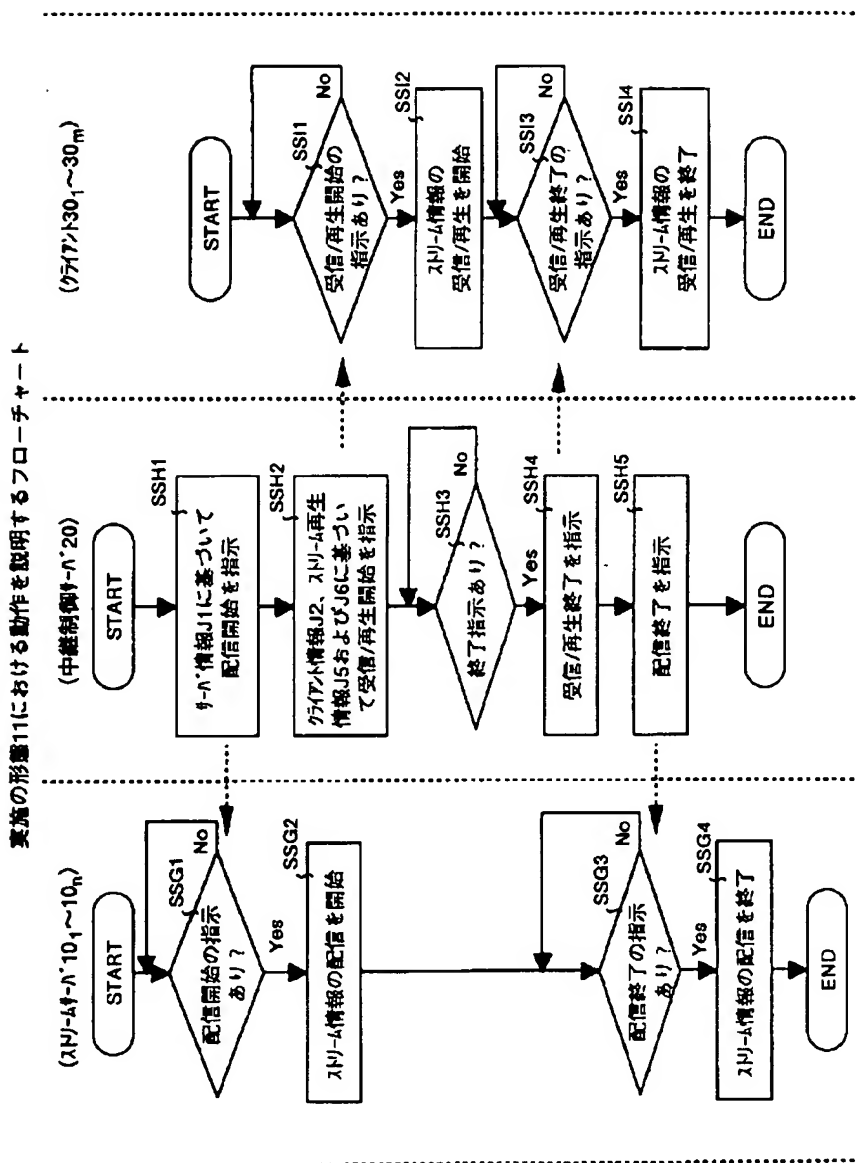 実施の形態11における動作を説明するフローチャート
(ストリームサーバ10₁~10ₙ)
START
配信開始の指示
あり?
SSG1
No
Yes
ストリーム情報の配信を開始
SSG2
配信終了の指示
あり?
SSG3
No
Yes
ストリーム情報の配信を終了
SSG4
END
(中継制御サーバ20)
START
サーバ情報J1に基づいて
配信開始を指示
SSH1
クライアント情報J2、ストリーム再生
情報J5およびJ6に基づい
て受信/再生開始を指示
SSH2
終了指示あり?
SSH3
No
Yes
受信/再生終了を指示
SSH4
配信終了を指示
SSH5
END
(クライアント30₁~30ₘ)
START
受信/再生開始の
指示あり?
SSI1
No
Yes
ストリーム情報の
受信/再生を開始
SSI2
受信/再生終了の
指示あり?
SSI3
No
Yes
ストリーム情報の
受信/再生を終了
SSI4
END